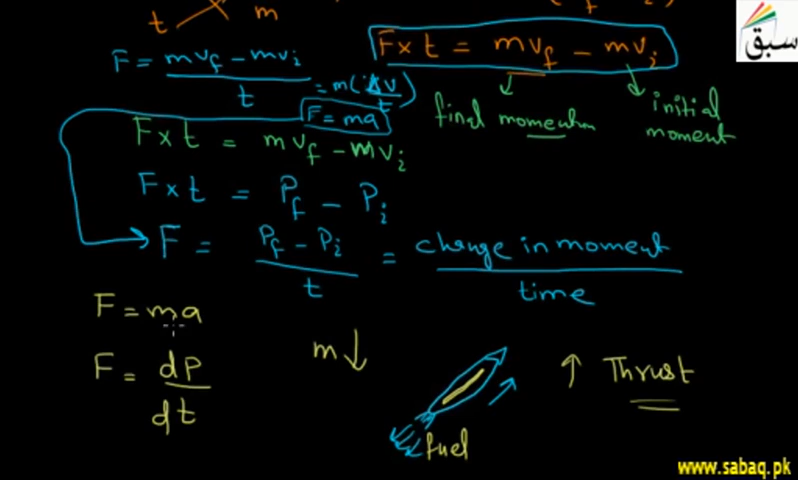 t m
F = mvf - mvi / t = m(Δv/t)
F x t = mvf - mvi
F = ma
final momentum
initial moment
F x t = mvf - mvi
F x t = Pf - Pi
F = Pf - Pi / t = change in moment / time
F = ma
F = dP / dt
m↓
↑ Thrust
fuel
سبق
www.sabaq.pk